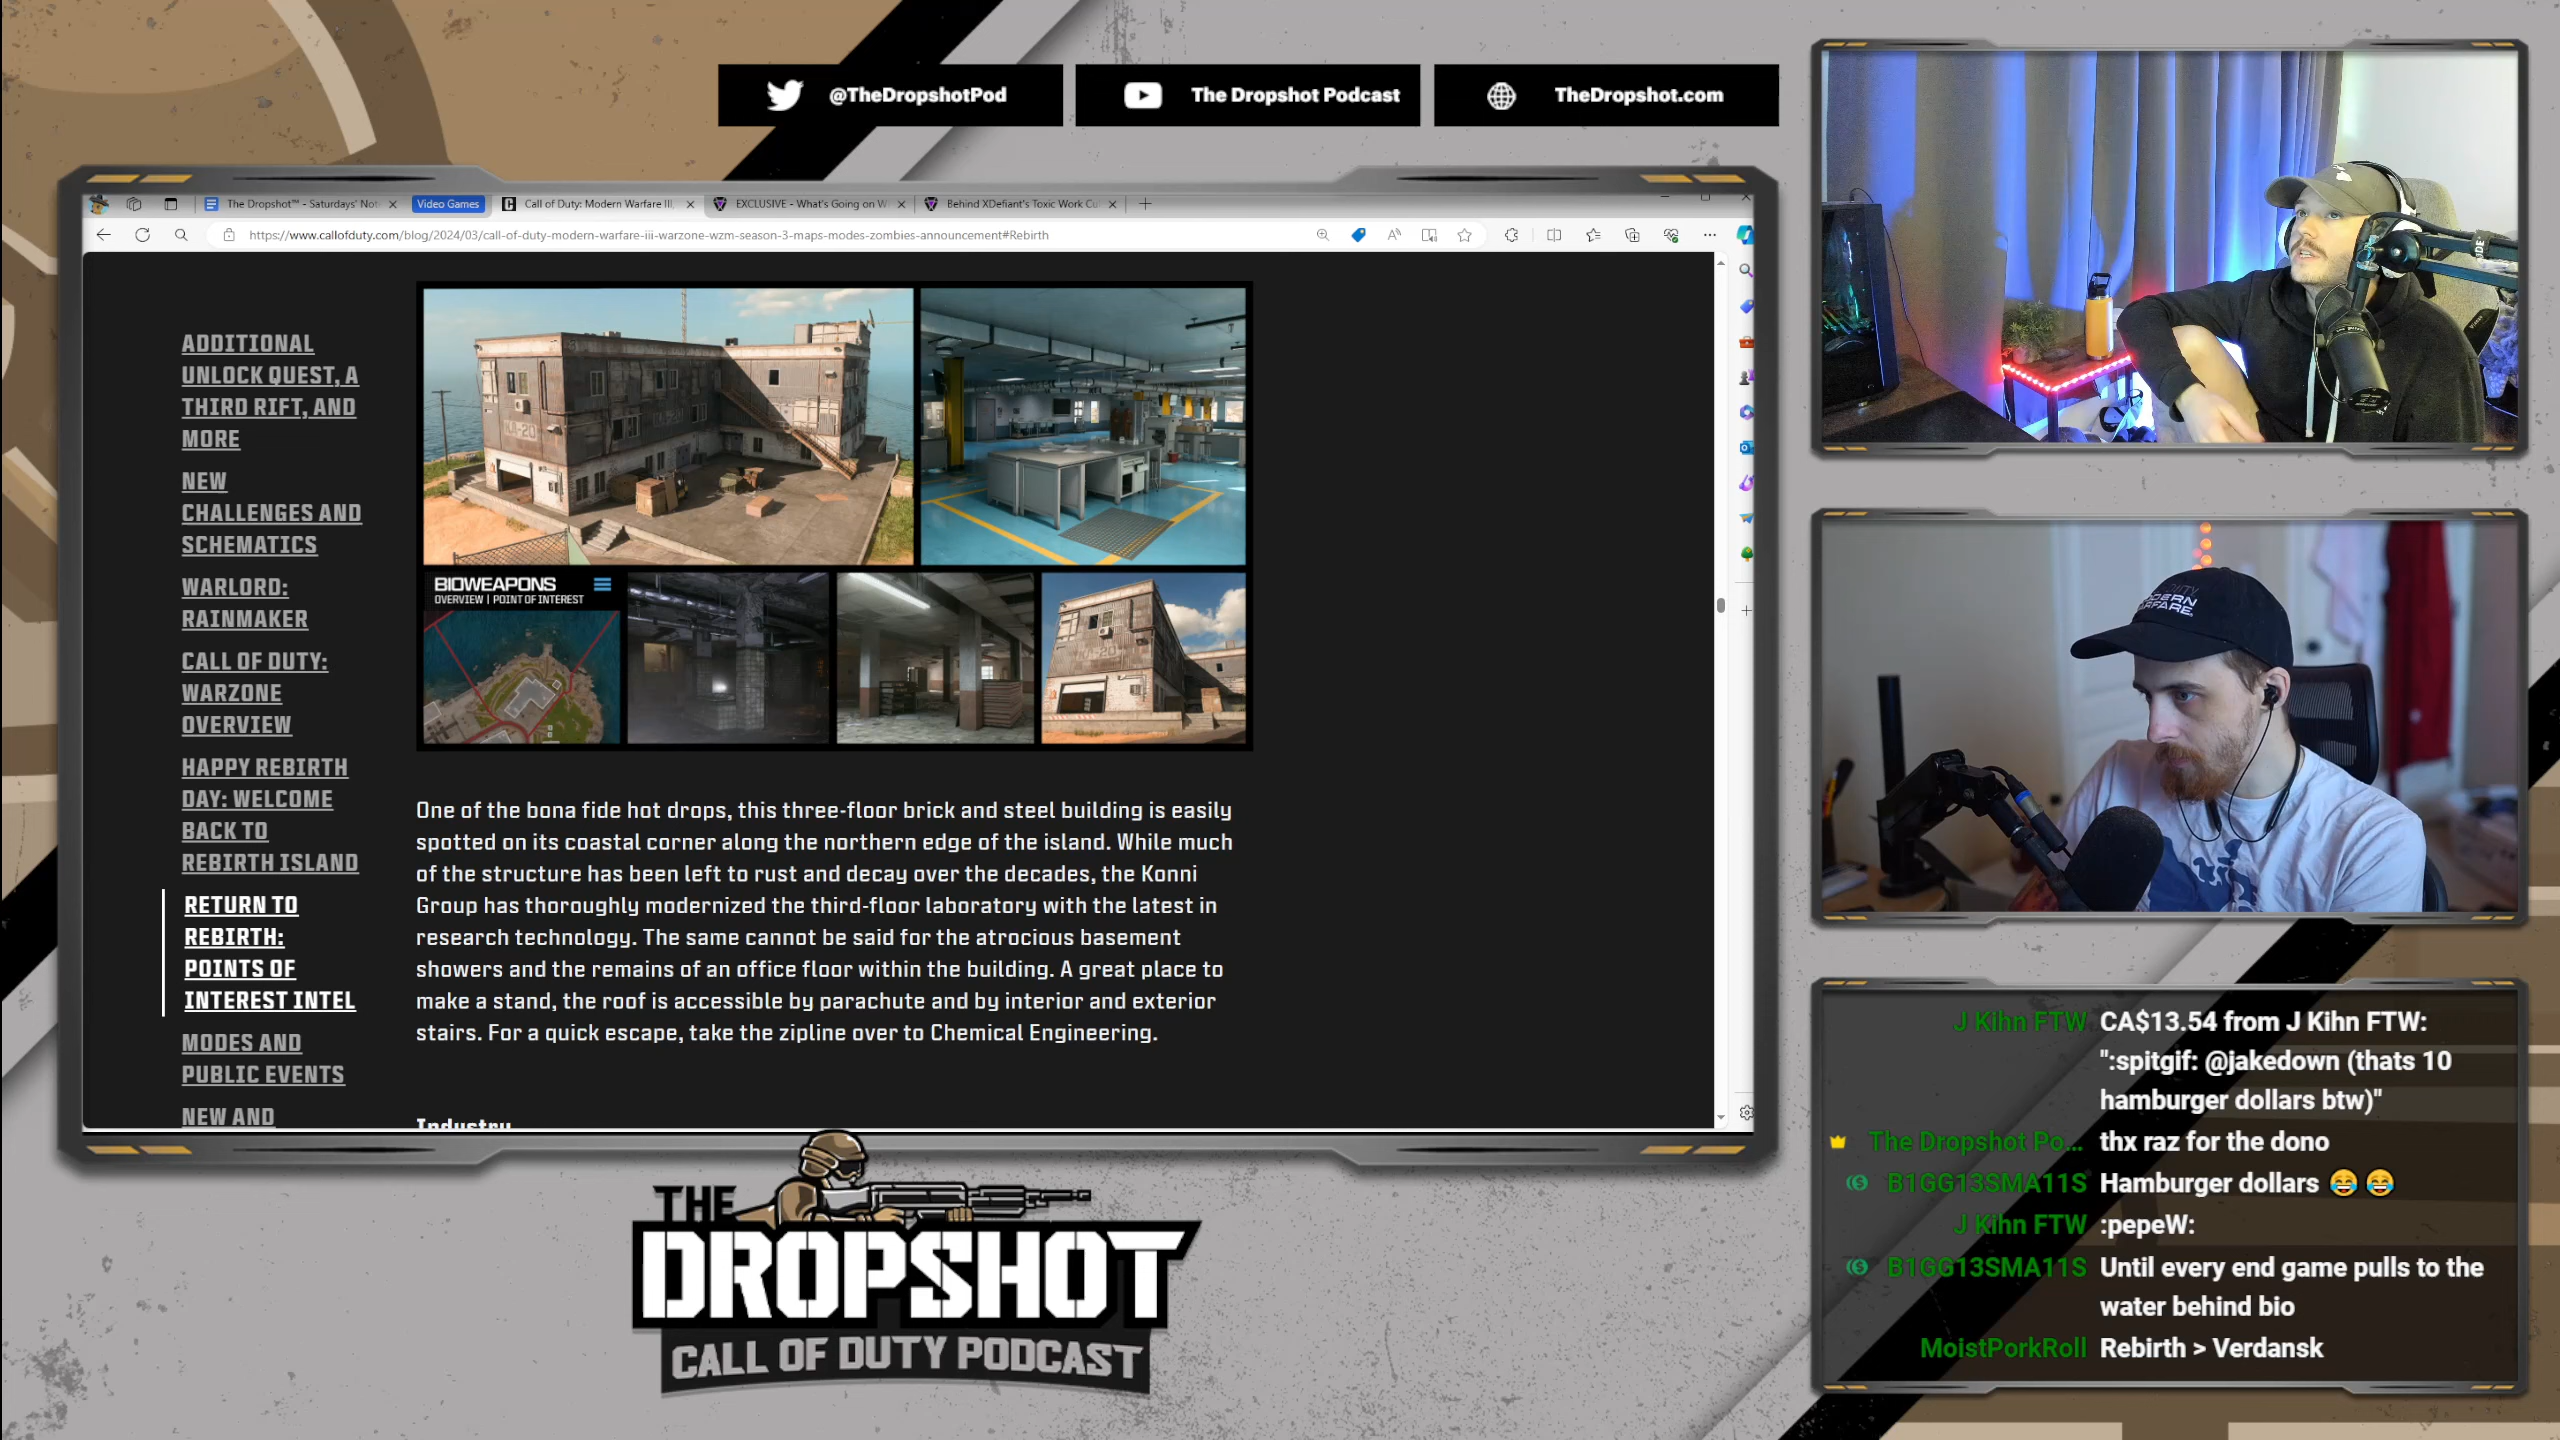 @TheDropshotPod
The Dropshot Podcast
TheDropshot.com
The Dropshot™ - Saturdays' Not
Video Games
Call of Duty: Modern Warfare III,
EXCLUSIVE - What's Going on W
Behind XDefiant's Toxic Work Cu
https://www.callofduty.com/blog/2024/03/call-of-duty-modern-warfare-iii-warzone-wzm-season-3-maps-modes-zombies-announcement#Rebirth
ADDITIONAL
UNLOCK QUEST, A
THIRD RIFT, AND
MORE
NEW
CHALLENGES AND
SCHEMATICS
WARLORD:
RAINMAKER
CALL OF DUTY:
WARZONE
OVERVIEW
HAPPY REBIRTH
DAY: WELCOME
BACK TO
REBIRTH ISLAND
RETURN TO
REBIRTH:
POINTS OF
INTEREST INTEL
MODES AND
PUBLIC EVENTS
NEW AND
BIOWEAPONS
OVERVIEW | POINT OF INTEREST
One of the bona fide hot drops, this three-floor brick and steel building is easily
spotted on its coastal corner along the northern edge of the island. While much
of the structure has been left to rust and decay over the decades, the Konni
Group has thoroughly modernized the third-floor laboratory with the latest in
research technology. The same cannot be said for the atrocious basement
showers and the remains of an office floor within the building. A great place to
make a stand, the roof is accessible by parachute and by interior and exterior
stairs. For a quick escape, take the zipline over to Chemical Engineering.
Industry
MODERN
WARFARE
THE
DROPSHOT
CALL OF DUTY PODCAST
J Kihn FTW CA$13.54 from J Kihn FTW:
":spitgif: @jakedown (thats 10
hamburger dollars btw)"
The Dropshot Po... thx raz for the dono
B1GG13SMA11S Hamburger dollars 😂 😂
J Kihn FTW :pepeW:
B1GG13SMA11S Until every end game pulls to the
water behind bio
MoistPorkRoll Rebirth > Verdansk